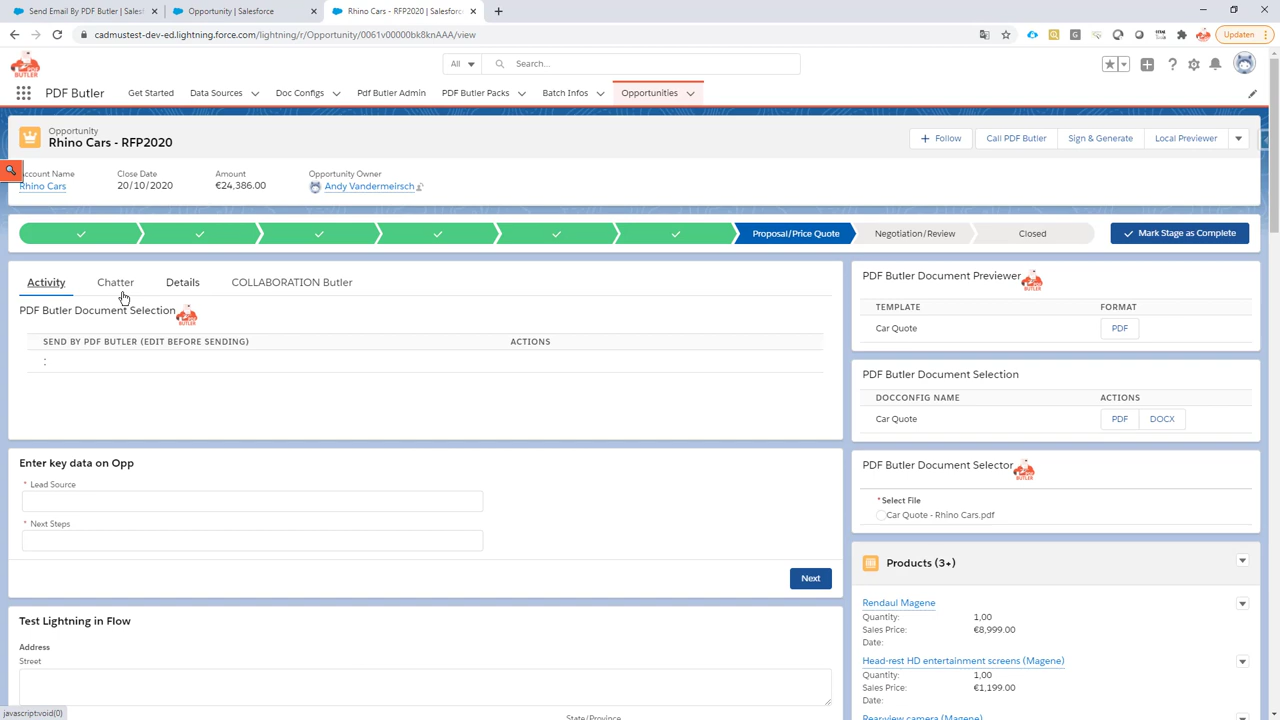 Send Email By PDF Butler | Sales
Opportunity | Salesforce
Rhino Cars - RFP2020 | Salesforce
cadmustest-dev-ed.lightning.force.com/lightning/r/Opportunity/0061v00000bk8knAAA/view
Updaten
BUTLER
All
Search...
PDF Butler
Get Started
Data Sources
Doc Configs
Pdf Butler Admin
PDF Butler Packs
Batch Infos
Opportunities
Opportunity
Rhino Cars - RFP2020
Follow
Call PDF Butler
Sign & Generate
Local Previewer
Account Name
Close Date
Amount
Opportunity Owner
Rhino Cars
20/10/2020
€24,386.00
Andy Vandermeirsch
Proposal/Price Quote
Negotiation/Review
Closed
Mark Stage as Complete
Activity
Chatter
Details
COLLABORATION Butler
PDF Butler Document Selection
SEND BY PDF BUTLER (EDIT BEFORE SENDING)
ACTIONS
:
Enter key data on Opp
* Lead Source
* Next Steps
Next
Test Lightning in Flow
Address
Street
State/Province
PDF Butler Document Previewer
TEMPLATE
FORMAT
Car Quote
PDF
PDF Butler Document Selection
DOCCONFIG NAME
ACTIONS
Car Quote
PDF
DOCX
PDF Butler Document Selector
* Select File
Car Quote - Rhino Cars.pdf
Products (3+)
Rendaul Magene
Quantity: 1,00
Sales Price: €8,999.00
Date:
Head-rest HD entertainment screens (Magene)
Quantity: 1,00
Sales Price: €1,199.00
Date:
Rearview camera (Magene)
javascript:void(0)